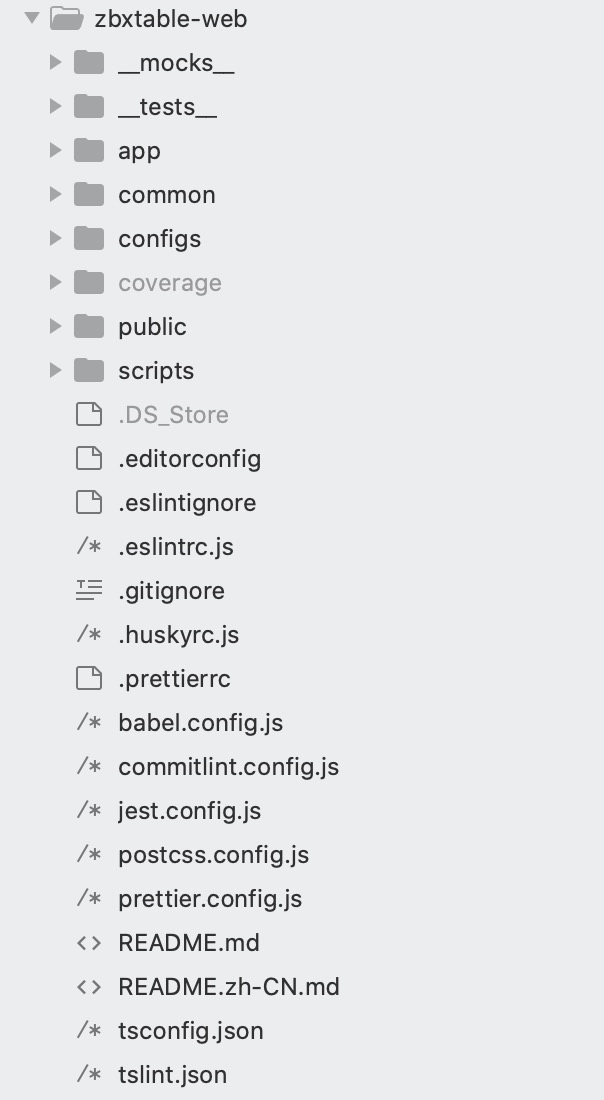 zbxtable-web
__mocks__
__tests__
app
common
configs
coverage
public
scripts
.DS_Store
.editorconfig
.eslintignore
.eslintrc.js
.gitignore
.huskyrc.js
.prettierrc
babel.config.js
commitlint.config.js
jest.config.js
postcss.config.js
prettier.config.js
README.md
README.zh-CN.md
tsconfig.json
tslint.json